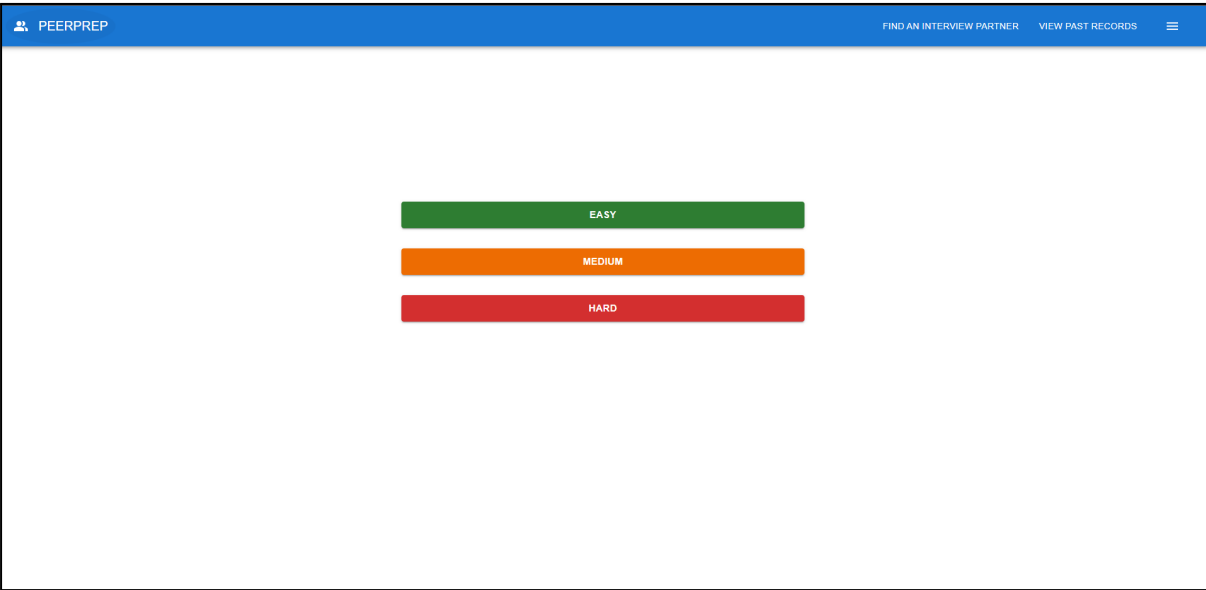 PEERPREP
FIND AN INTERVIEW PARTNER
VIEW PAST RECORDS
EASY
MEDIUM
HARD